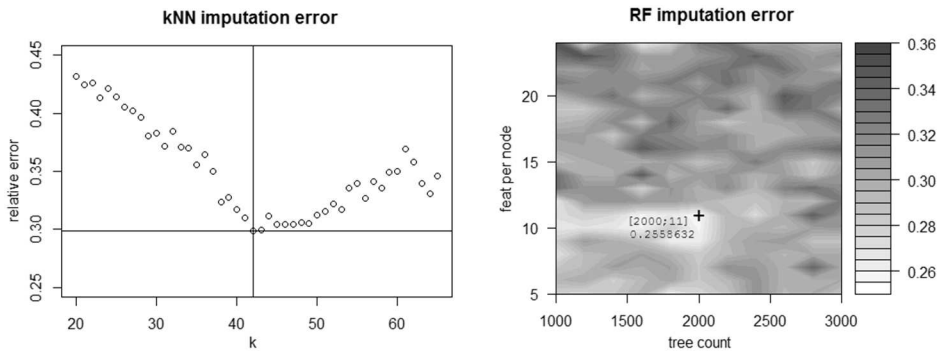 kNN imputation error
relative error
0.45
0.40
0.35
0.30
0.25
20 30 40 50 60
k
RF imputation error
feat per node
20
15
10
5
[2000;11]
0.2558632
1000 1500 2000 2500 3000
tree count
0.36
0.34
0.32
0.30
0.28
0.26